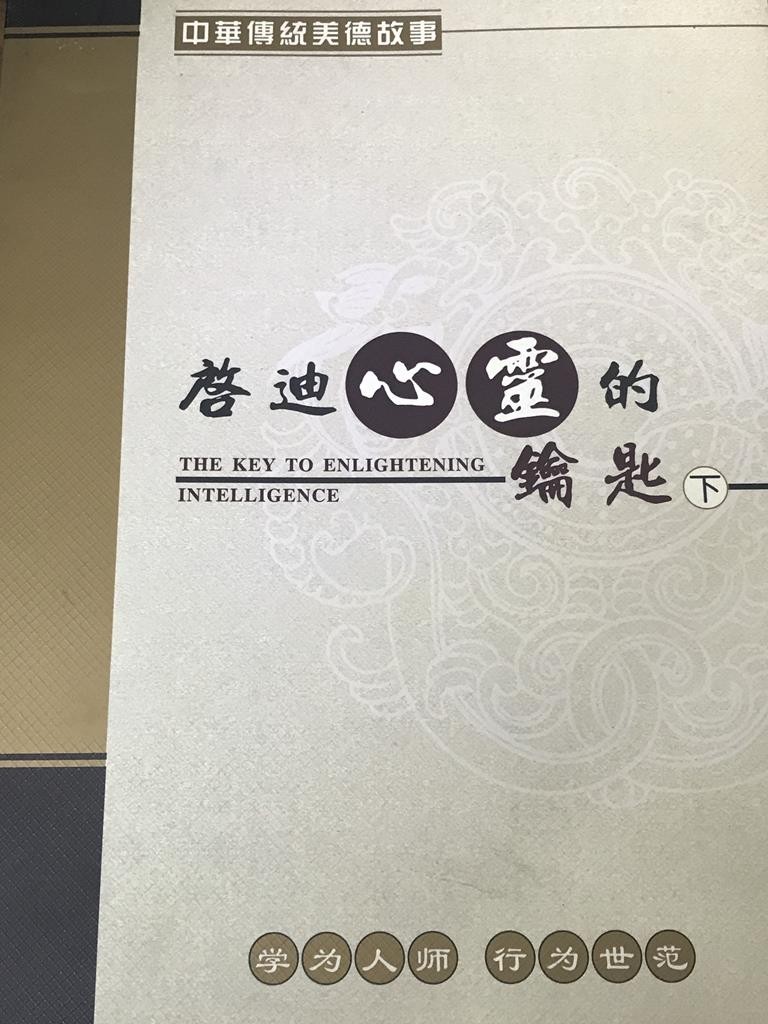 中華傳統美德故事
啓迪心靈的
鑰匙 下
THE KEY TO ENLIGHTENING
INTELLIGENCE
学为人师 行为世范